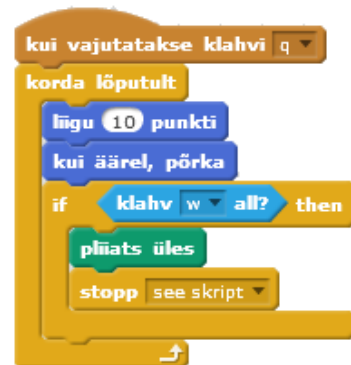 kui vajutatakse klahvi q
korda lõputult
liigu 10 punkti
kui äärel, põrka
if klahv w all? then
pliiats üles
stopp see skript